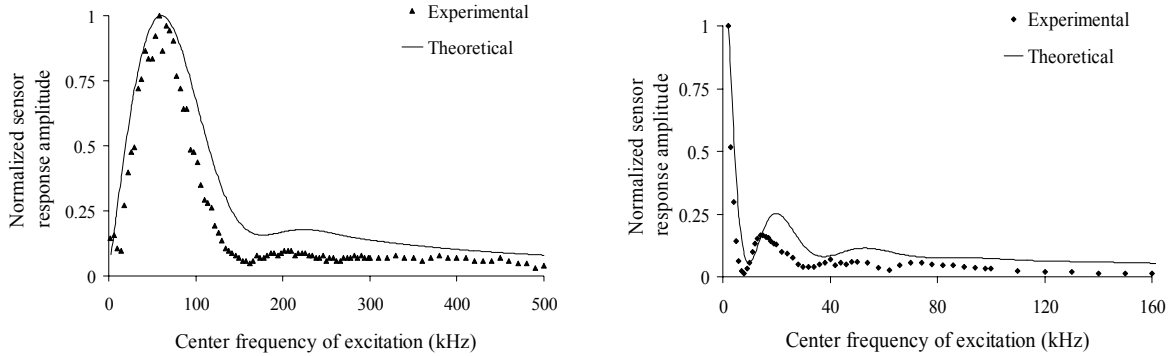 Normalized sensor
response amplitude
1
0.75
0.5
0.25
0
0 100 200 300 400 500
Center frequency of excitation (kHz)
Experimental
Theoretical
Normalized sensor
response amplitude
1
0.75
0.5
0.25
0
0 40 80 120 160
Center frequency of excitation (kHz)
Experimental
Theoretical